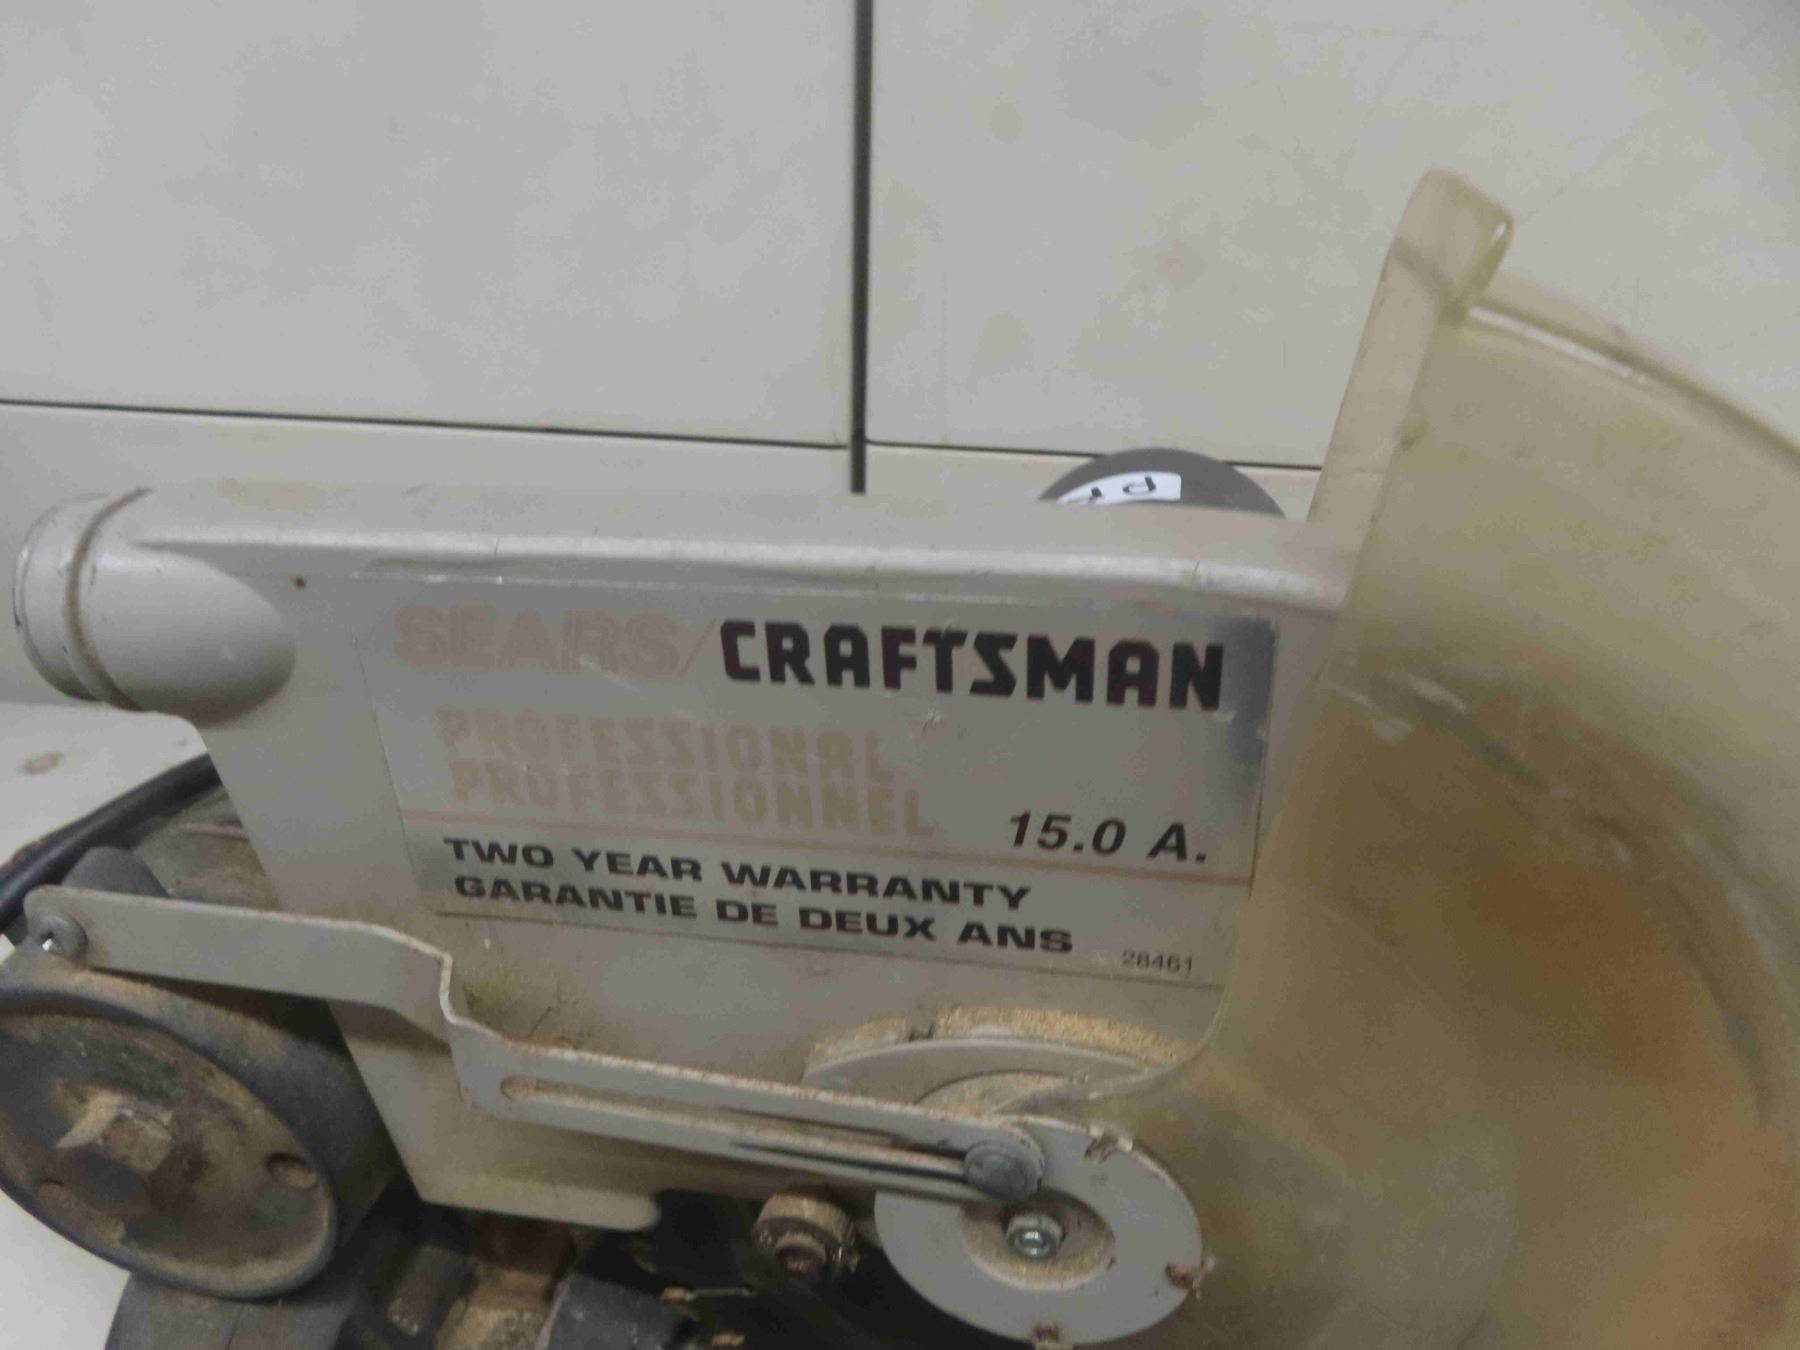 SEARS/CRAFTSMAN
PROFESSIONAL
PROFESSIONNEL
15.0 A.
TWO YEAR WARRANTY
GARANTIE DE DEUX ANS
28461